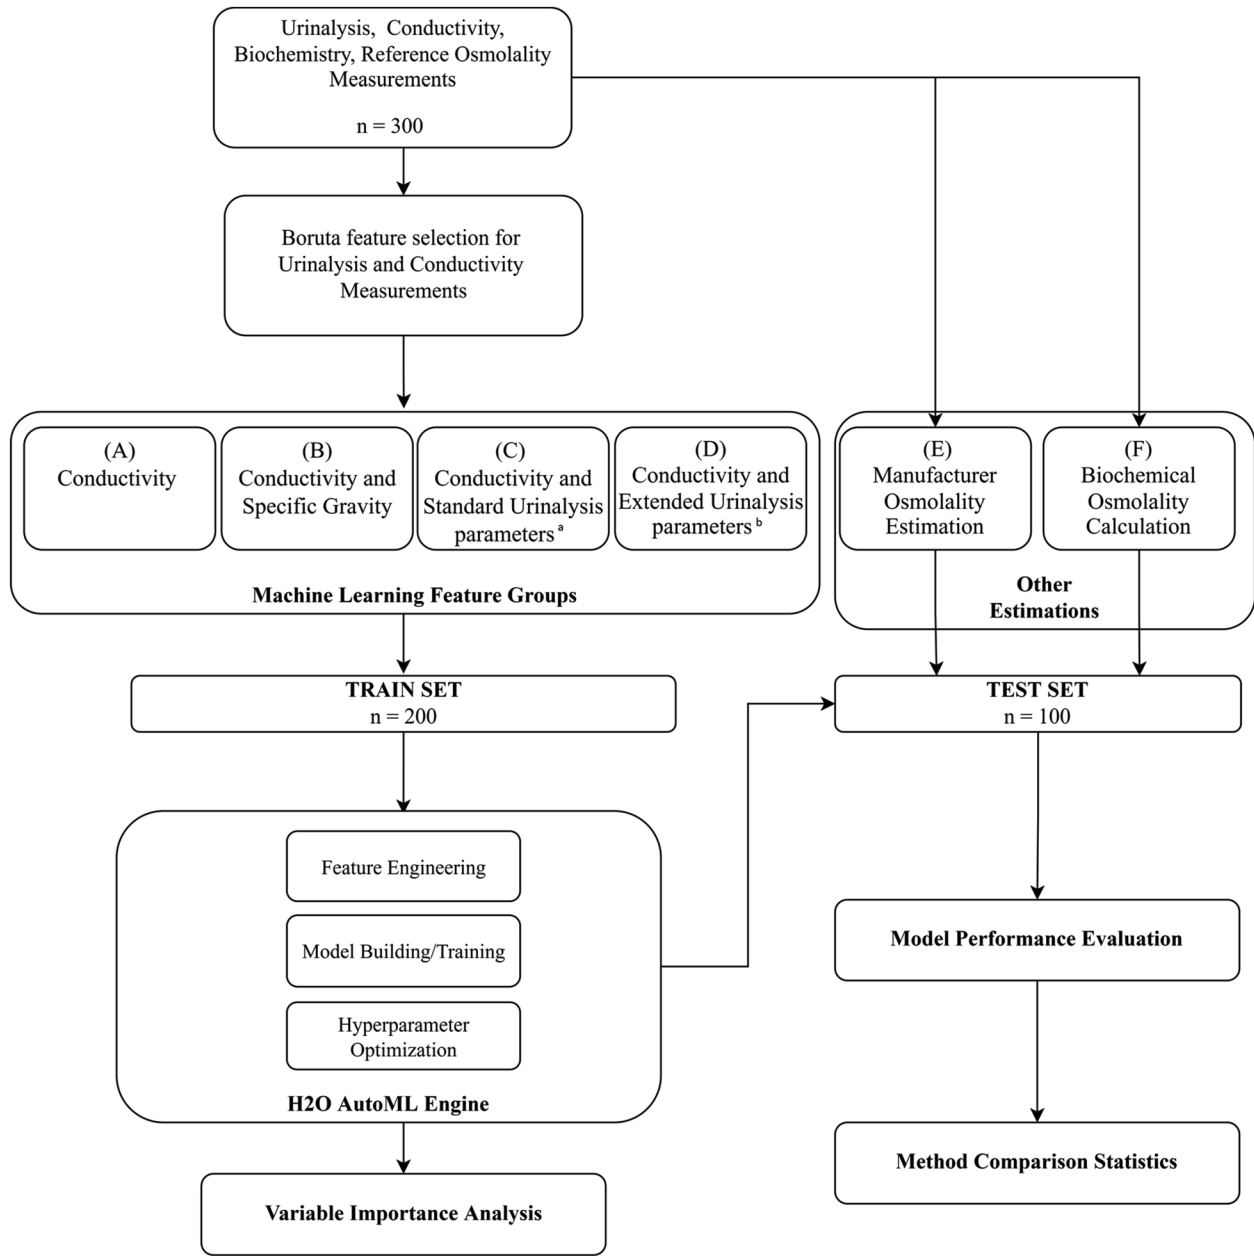 Urinalysis, Conductivity,
Biochemistry, Reference Osmolality
Measurements
n = 300
Boruta feature selection for
Urinalysis and Conductivity
Measurements
(A)
Conductivity
(B)
Conductivity and
Specific Gravity
(C)
Conductivity and
Standard Urinalysis
parameters a
(D)
Conductivity and
Extended Urinalysis
parameters b
Machine Learning Feature Groups
(E)
Manufacturer
Osmolality
Estimation
(F)
Biochemical
Osmolality
Calculation
Other
Estimations
TRAIN SET
n = 200
TEST SET
n = 100
Feature Engineering
Model Building/Training
Hyperparameter
Optimization
H2O AutoML Engine
Variable Importance Analysis
Model Performance Evaluation
Method Comparison Statistics